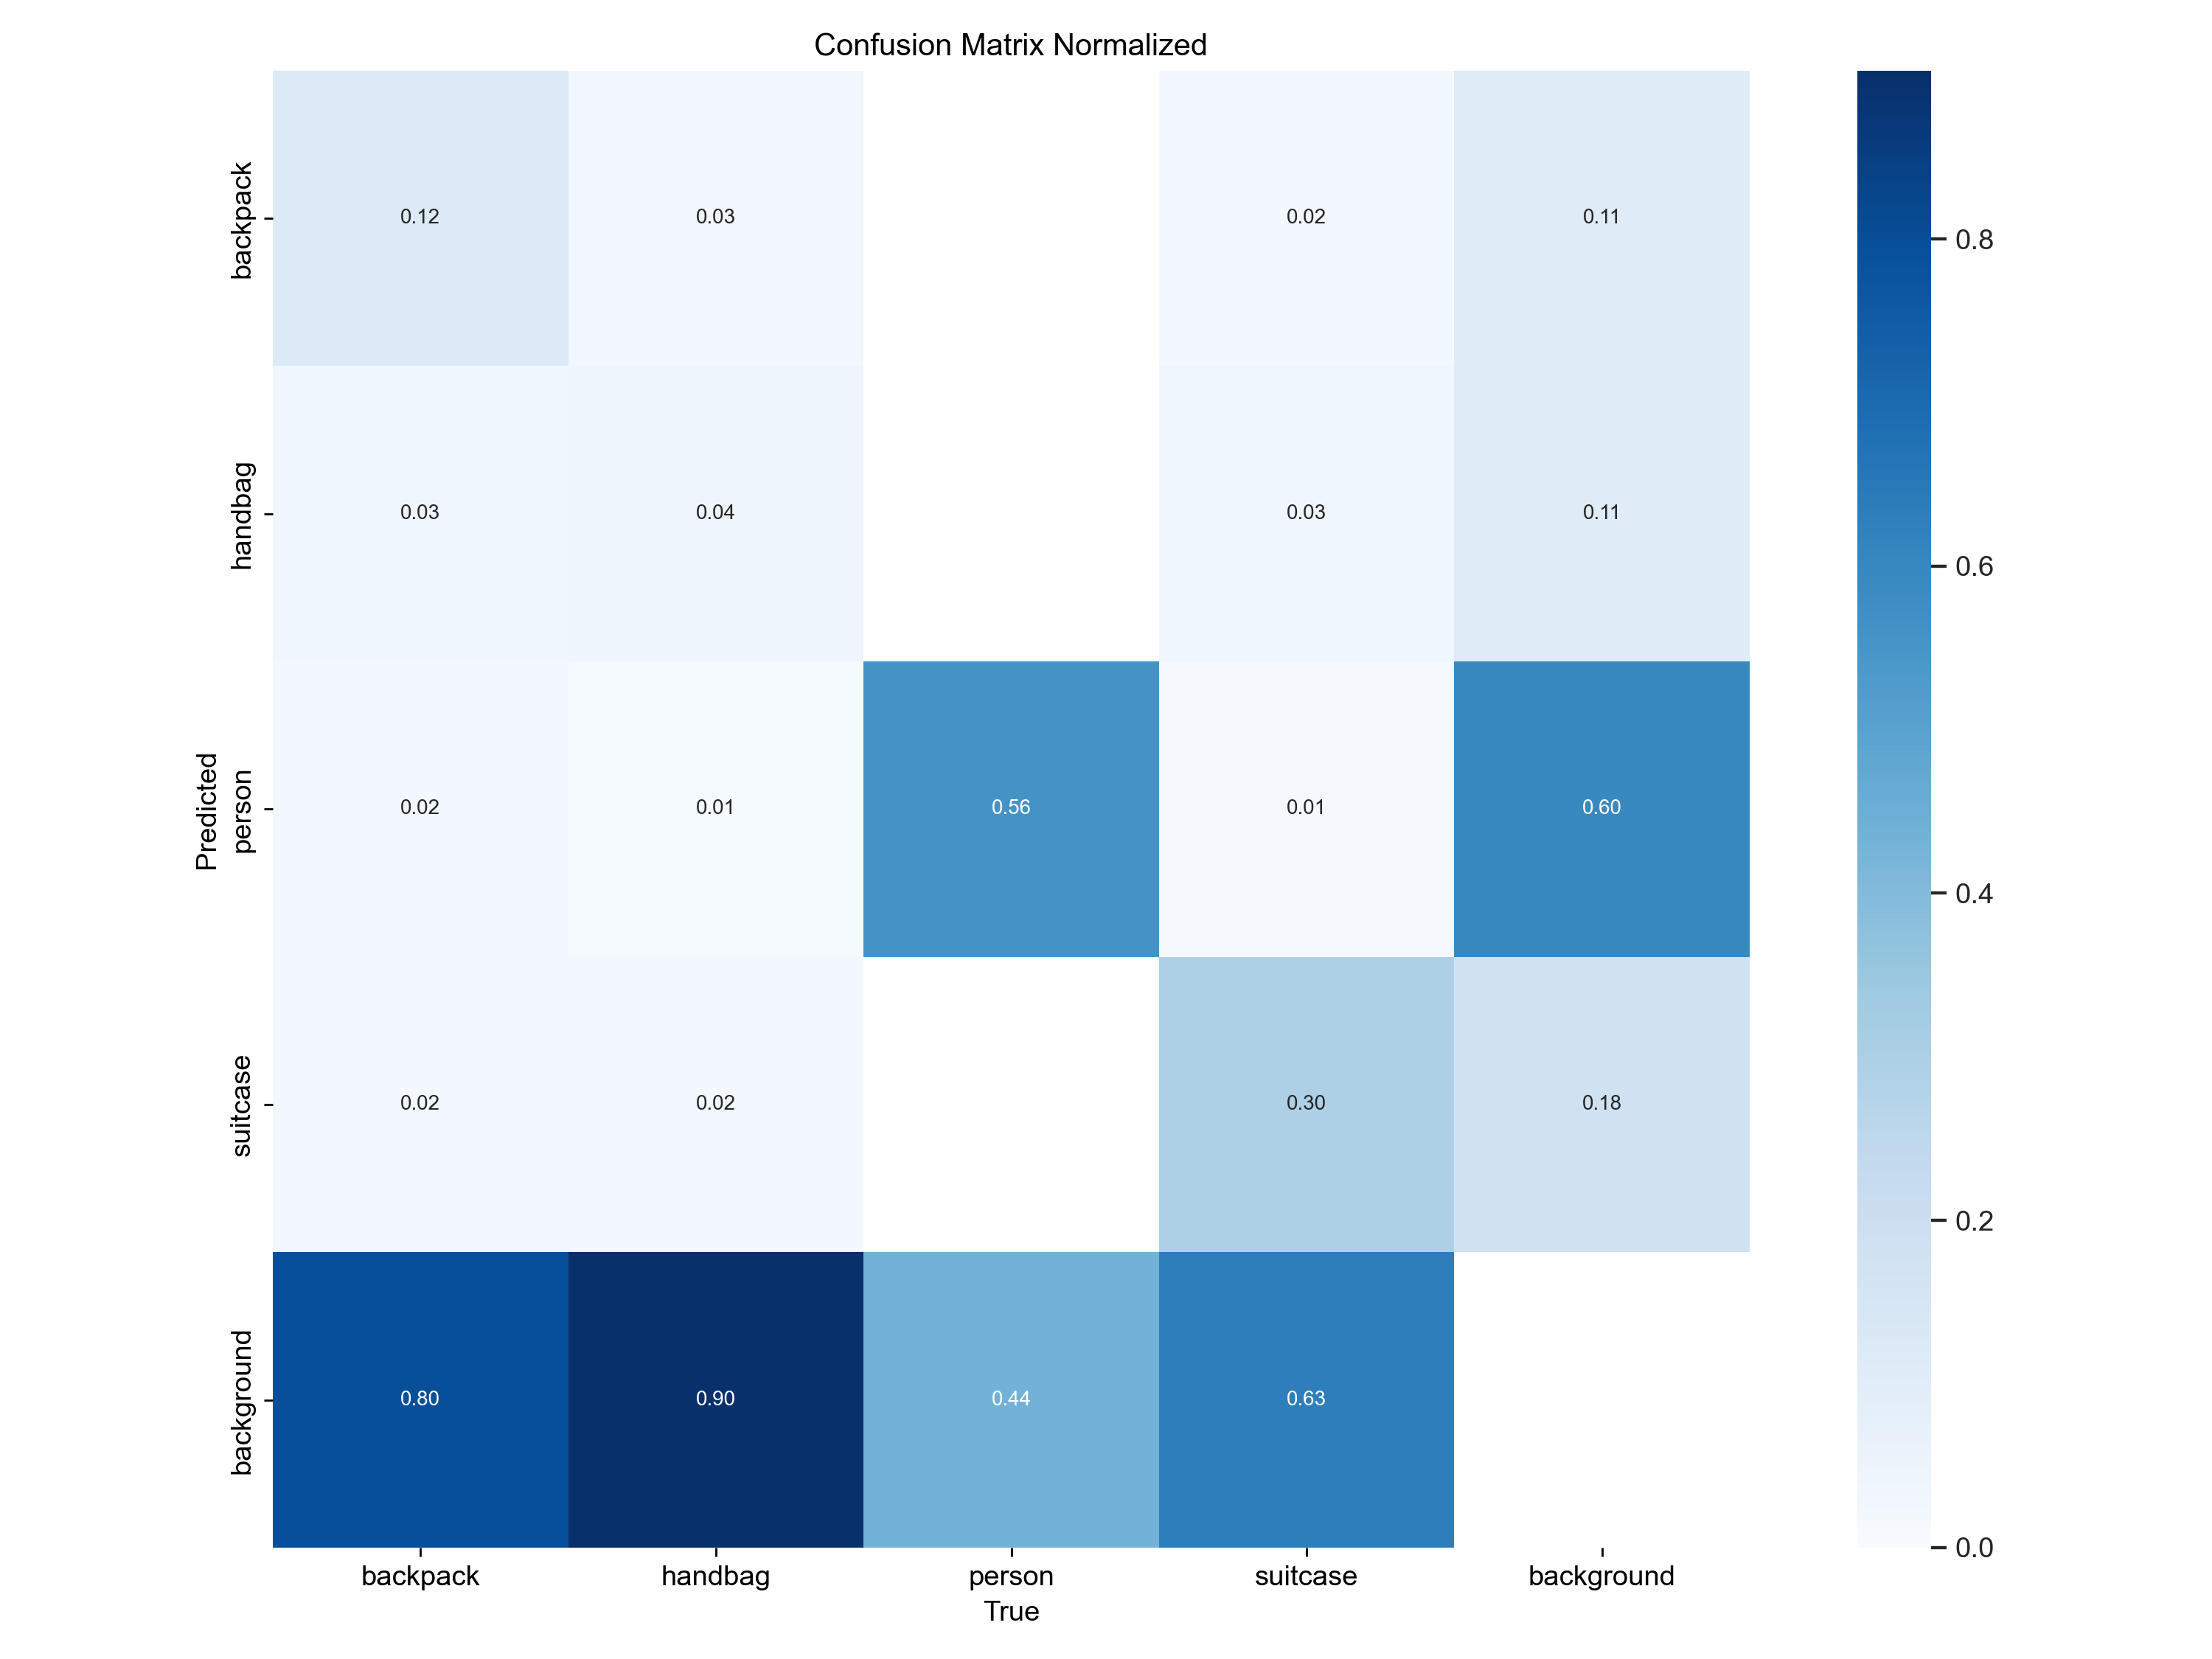 Confusion Matrix Normalized
backpack
0.12
0.03
0.02
0.11
0.8
handbag
0.03
0.04
0.03
0.11
0.6
Predicted
person
0.02
0.01
0.56
0.01
0.60
0.4
suitcase
0.02
0.02
0.30
0.18
0.2
background
0.80
0.90
0.44
0.63
0.0
backpack
handbag
person
suitcase
background
True